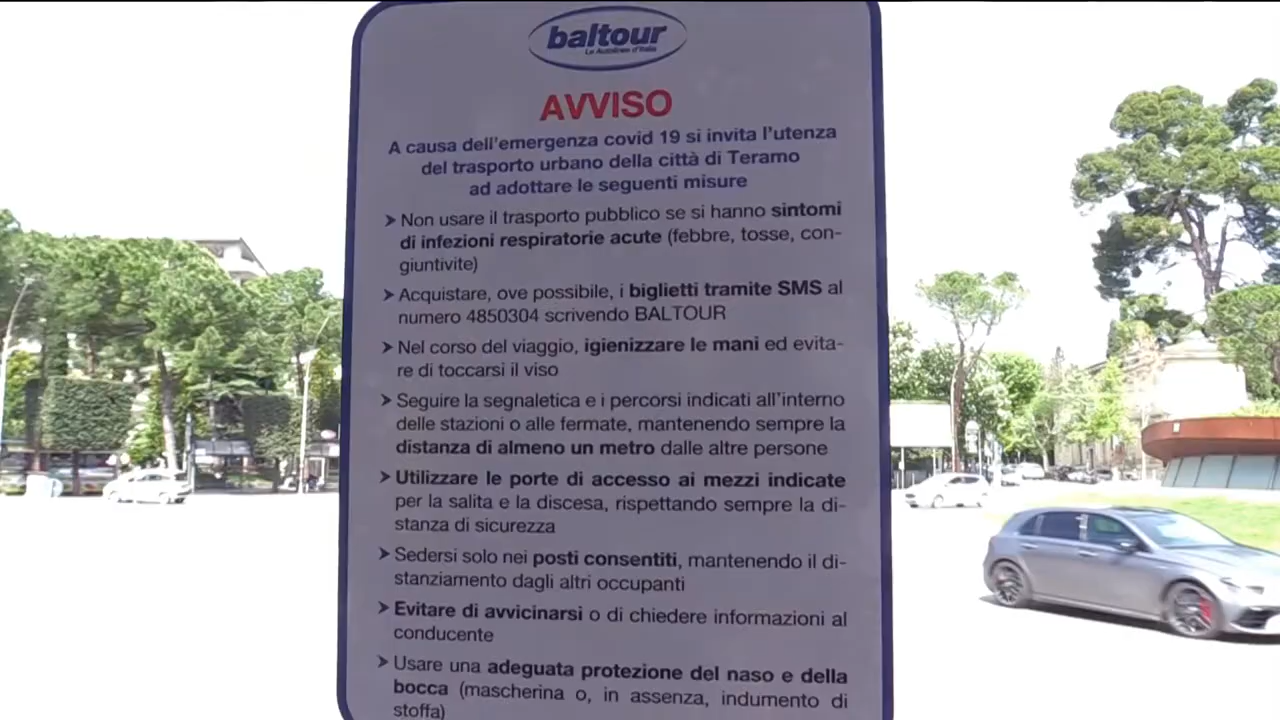 baltour
Le Autolinee d'Italia
AVVISO
A causa dell'emergenza covid 19 si invita l'utenza
del trasporto urbano della città di Teramo
ad adottare le seguenti misure
➤ Non usare il trasporto pubblico se si hanno sintomi
di infezioni respiratorie acute (febbre, tosse, con-
giuntivite)
➤ Acquistare, ove possibile, i biglietti tramite SMS al
numero 4850304 scrivendo BALTOUR
➤ Nel corso del viaggio, igienizzare le mani ed evita-
re di toccarsi il viso
➤ Seguire la segnaletica e i percorsi indicati all'interno
delle stazioni o alle fermate, mantenendo sempre la
distanza di almeno un metro dalle altre persone
➤ Utilizzare le porte di accesso ai mezzi indicate
per la salita e la discesa, rispettando sempre la di-
stanza di sicurezza
➤ Sedersi solo nei posti consentiti, mantenendo il di-
stanziamento dagli altri occupanti
➤ Evitare di avvicinarsi o di chiedere informazioni al
conducente
➤ Usare una adeguata protezione del naso e della
bocca (mascherina o, in assenza, indumento di
stoffa)